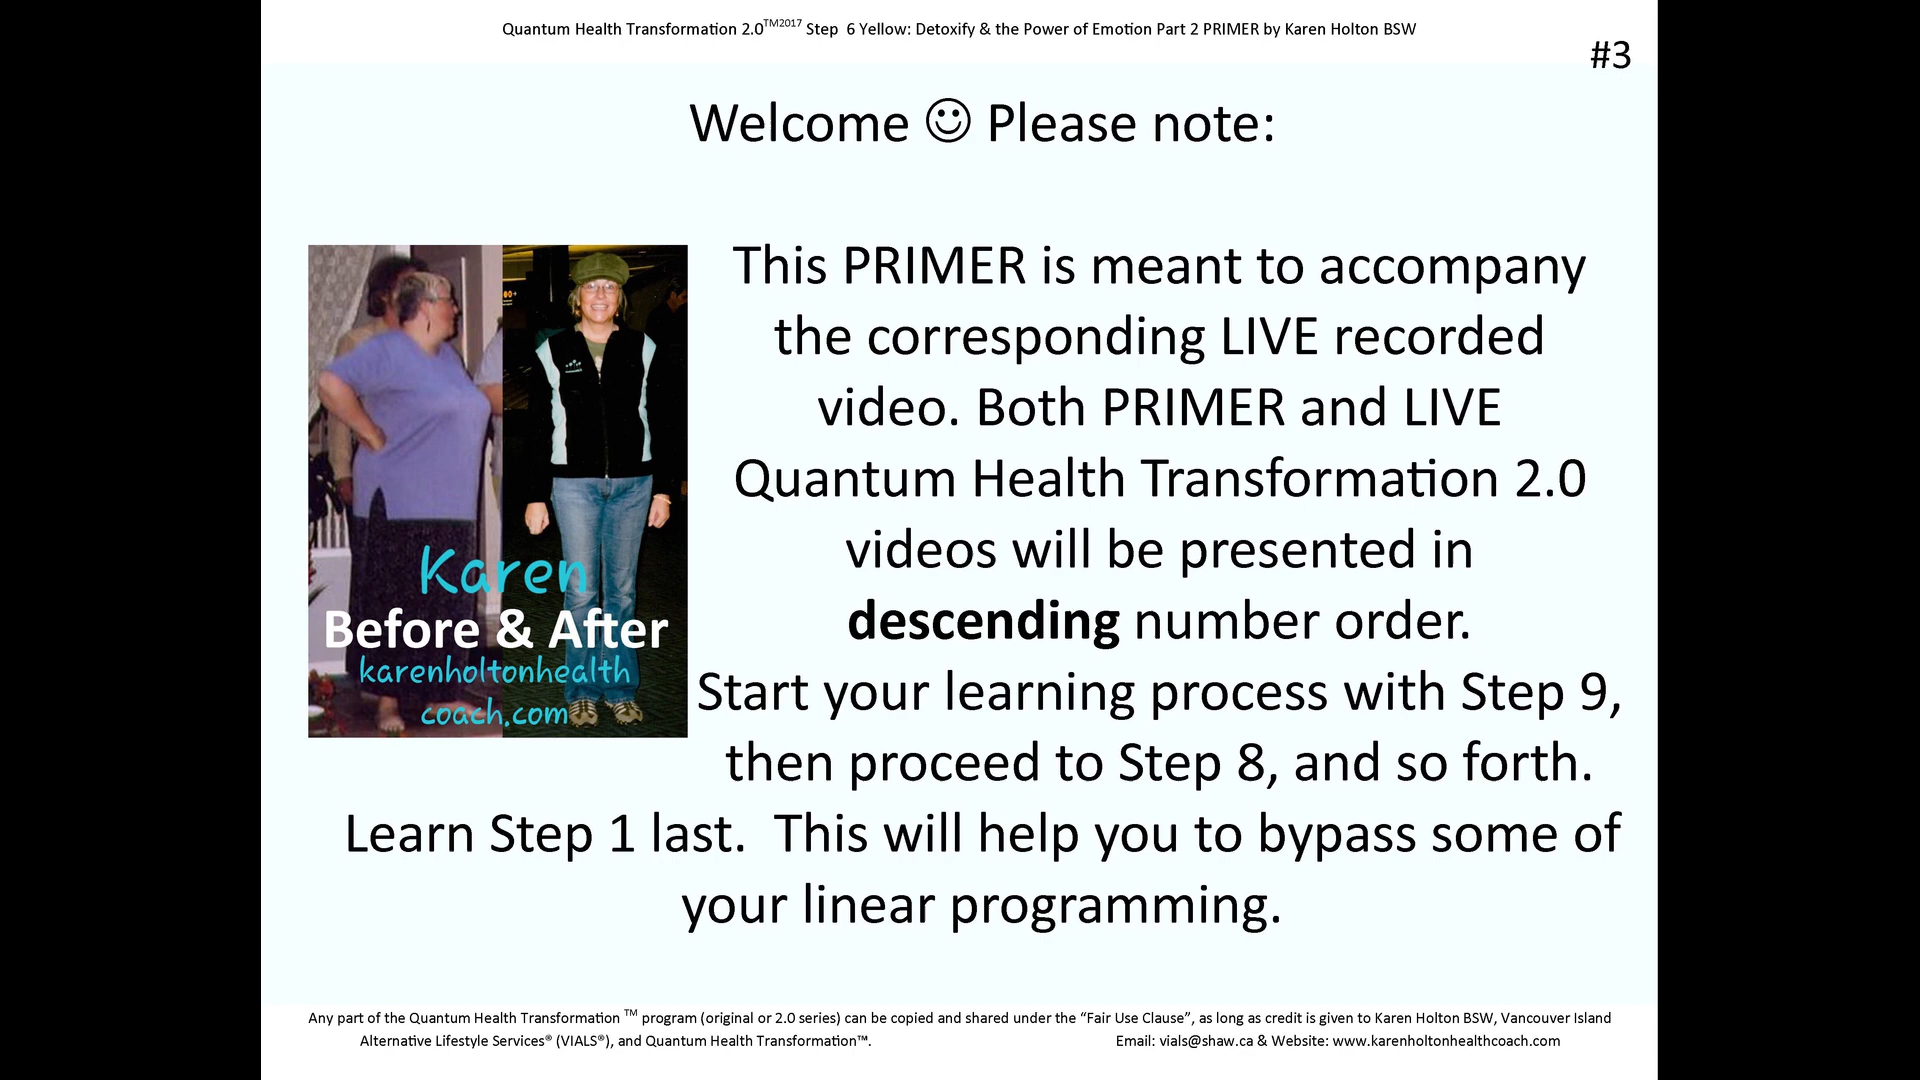 Quantum Health Transformation 2.0TM2017 Step  6 Yellow: Detoxify & the Power of Emotion Part 2 PRIMER by Karen Holton BSW
#3
Welcome ☺ Please note:
This PRIMER is meant to accompany
the corresponding LIVE recorded
video. Both PRIMER and LIVE
Quantum Health Transformation 2.0
videos will be presented in
descending number order.
Start your learning process with Step 9,
then proceed to Step 8, and so forth.
Learn Step 1 last.  This will help you to bypass some of
your linear programming.
Karen
Before & After
karenholtonhealth
coach.com
Any part of the Quantum Health Transformation TM program (original or 2.0 series) can be copied and shared under the “Fair Use Clause”, as long as credit is given to Karen Holton BSW, Vancouver Island
Alternative Lifestyle Services® (VIALS®), and Quantum Health Transformation™. Email: vials@shaw.ca & Website: www.karenholtonhealthcoach.com